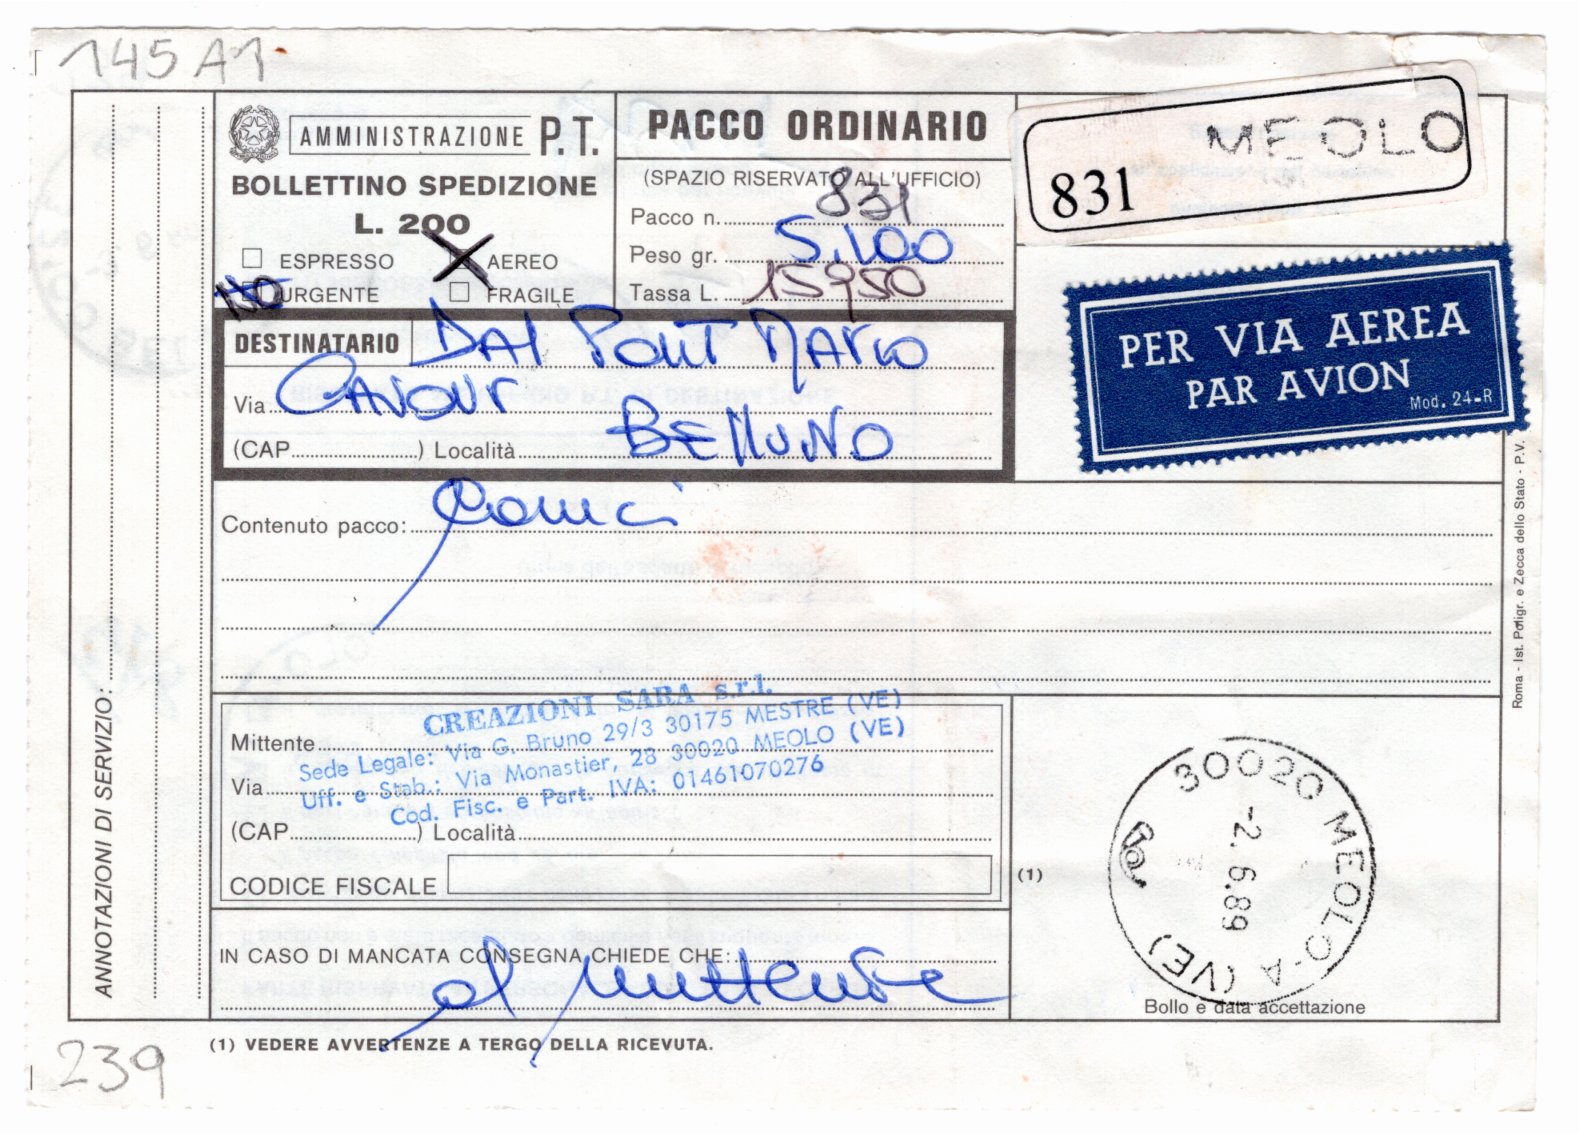 145 A1
AMMINISTRAZIONE P.T.
BOLLETTINO SPEDIZIONE
L. 200
ESPRESSO
AEREO
NO
URGENTE
FRAGILE
PACCO ORDINARIO
(SPAZIO RISERVATO ALL'UFFICIO)
Pacco n. 831
Peso gr. 5.100
Tassa L. 15950
831 MEOLO
PER VIA AEREA
PAR AVION
Mod. 24-R
DESTINATARIO DAl PONT MArio
Via CAVOUr
(CAP ) Località BEllUNO
Contenuto pacco:
ANNOTAZIONI DI SERVIZIO:
Roma - Ist. Poligr. e Zecca dello Stato - P.V.
Mittente
Via
(CAP ) Località
CODICE FISCALE
CREAZIONI SARA s.r.l.
Sede Legale: Via G. Bruno 29/3 30175 MESTRE (VE)
Uff. e Stab.: Via Monastier, 28 30020 MEOLO (VE)
Cod. Fisc. e Part. IVA: 01461070276
(1)
30020 MEOLO-A (VE)
-2.6.89
IN CASO DI MANCATA CONSEGNA CHIEDE CHE:
al mittente
Bollo e data accettazione
(1) VEDERE AVVERTENZE A TERGO DELLA RICEVUTA.
239